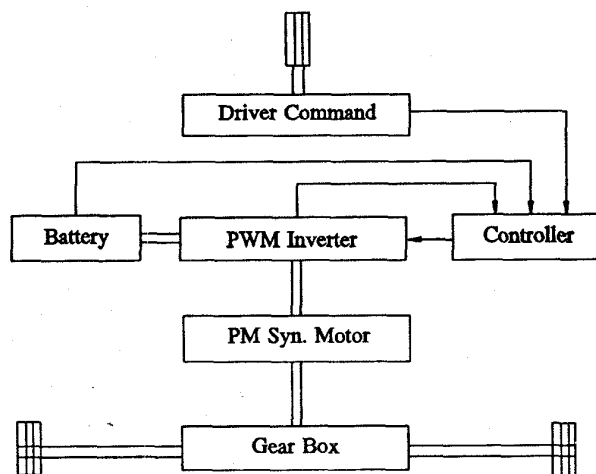 Driver Command
Battery
PWM Inverter
Controller
PM Syn. Motor
Gear Box